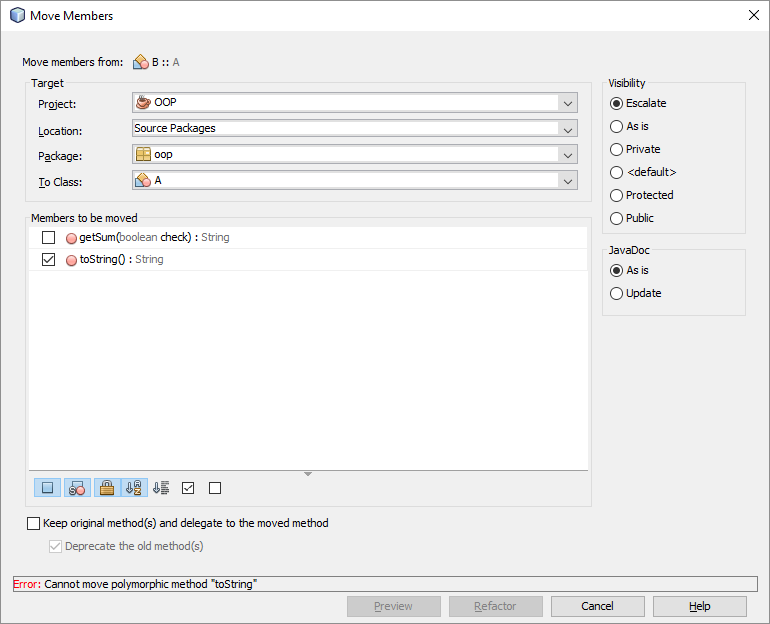 Move Members
Move members from: B :: A
Target
Project: OOP
Location: Source Packages
Package: oop
To Class: A
Members to be moved
getSum(boolean check) : String
toString() : String
Visibility
Escalate
As is
Private
<default>
Protected
Public
JavaDoc
As is
Update
Keep original method(s) and delegate to the moved method
Deprecate the old method(s)
Error: Cannot move polymorphic method "toString"
Preview Refactor Cancel Help